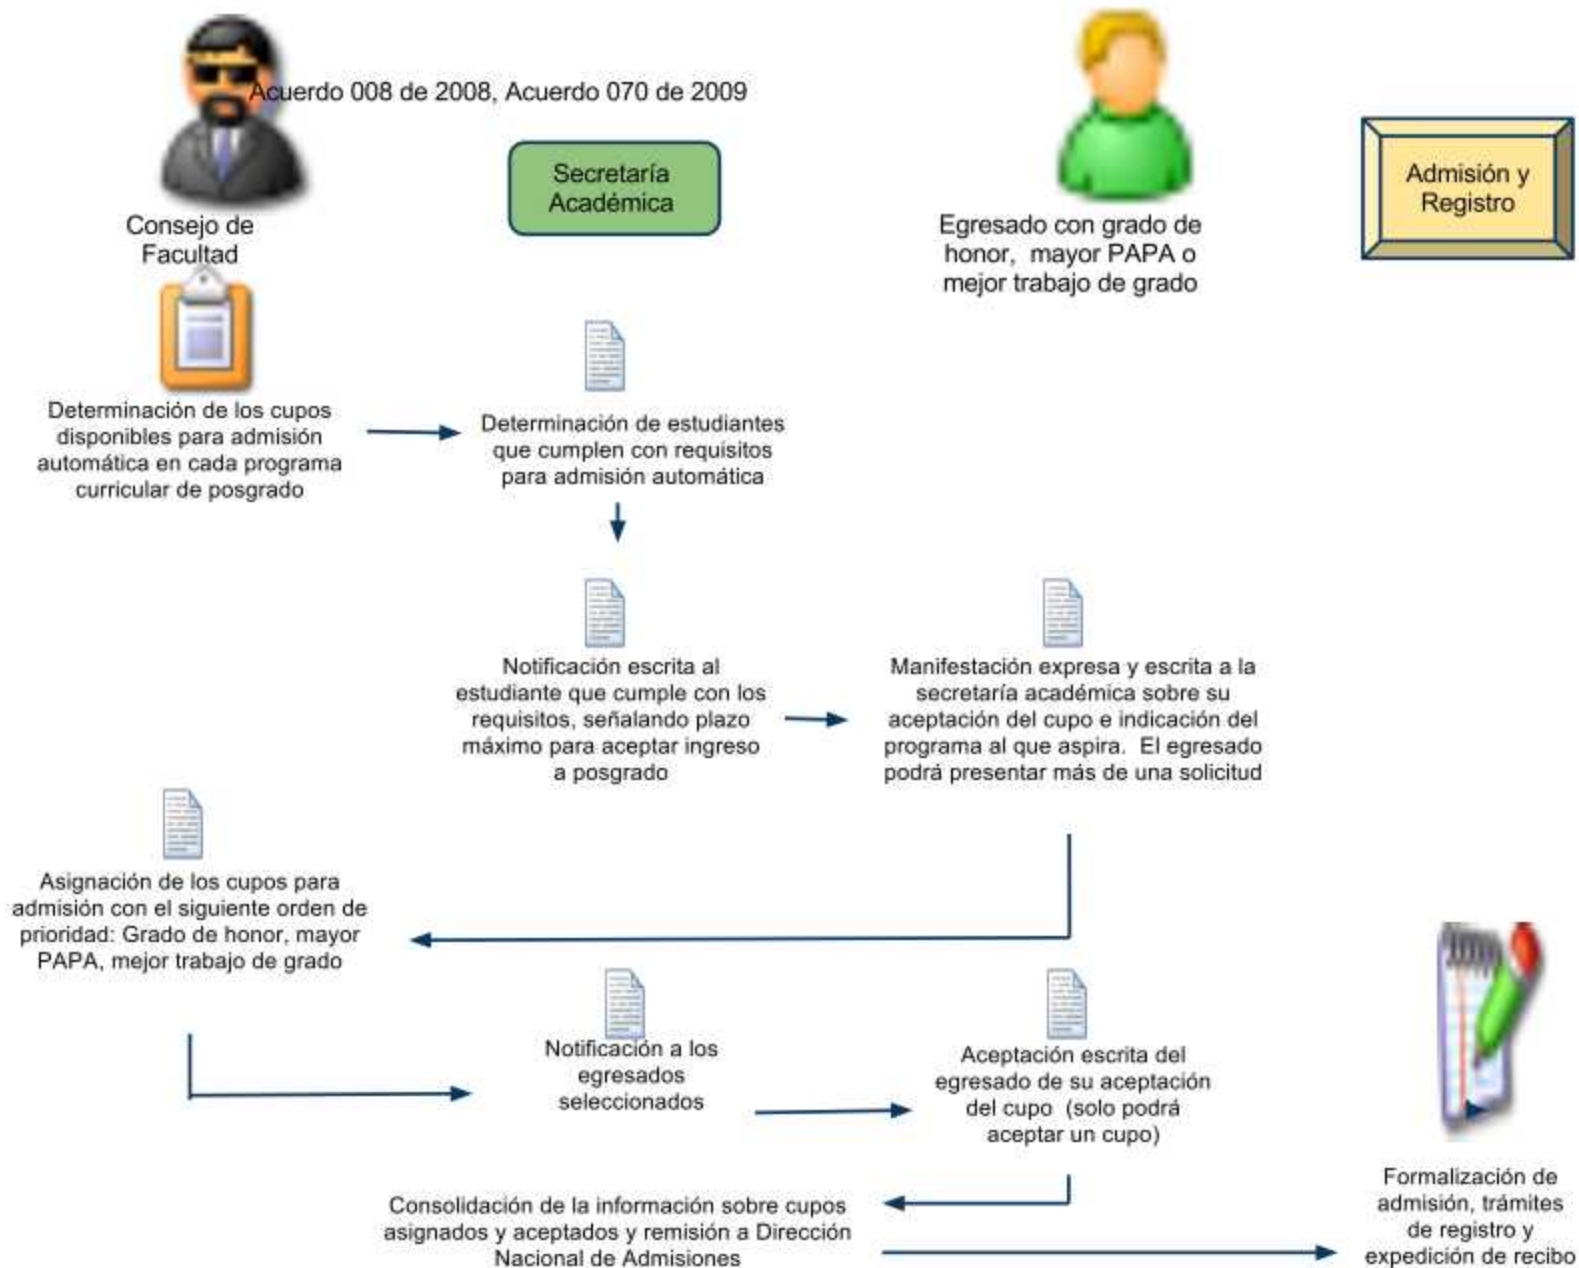 Acuerdo 008 de 2008, Acuerdo 070 de 2009
Consejo de
Facultad
Secretaría
Académica
Egresado con grado de
honor, mayor PAPA o
mejor trabajo de grado
Admisión y
Registro
Determinación de los cupos
disponibles para admisión
automática en cada programa
curricular de posgrado
Determinación de estudiantes
que cumplen con requisitos
para admisión automática
Notificación escrita al
estudiante que cumple con los
requisitos, señalando plazo
máximo para aceptar ingreso
a posgrado
Manifestación expresa y escrita a la
secretaría académica sobre su
aceptación del cupo e indicación del
programa al que aspira. El egresado
podrá presentar más de una solicitud
Asignación de los cupos para
admisión con el siguiente orden de
prioridad: Grado de honor, mayor
PAPA, mejor trabajo de grado
Notificación a los
egresados
seleccionados
Aceptación escrita del
egresado de su aceptación
del cupo (solo podrá
aceptar un cupo)
Consolidación de la información sobre cupos
asignados y aceptados y remisión a Dirección
Nacional de Admisiones
Formalización de
admisión, trámites
de registro y
expedición de recibo